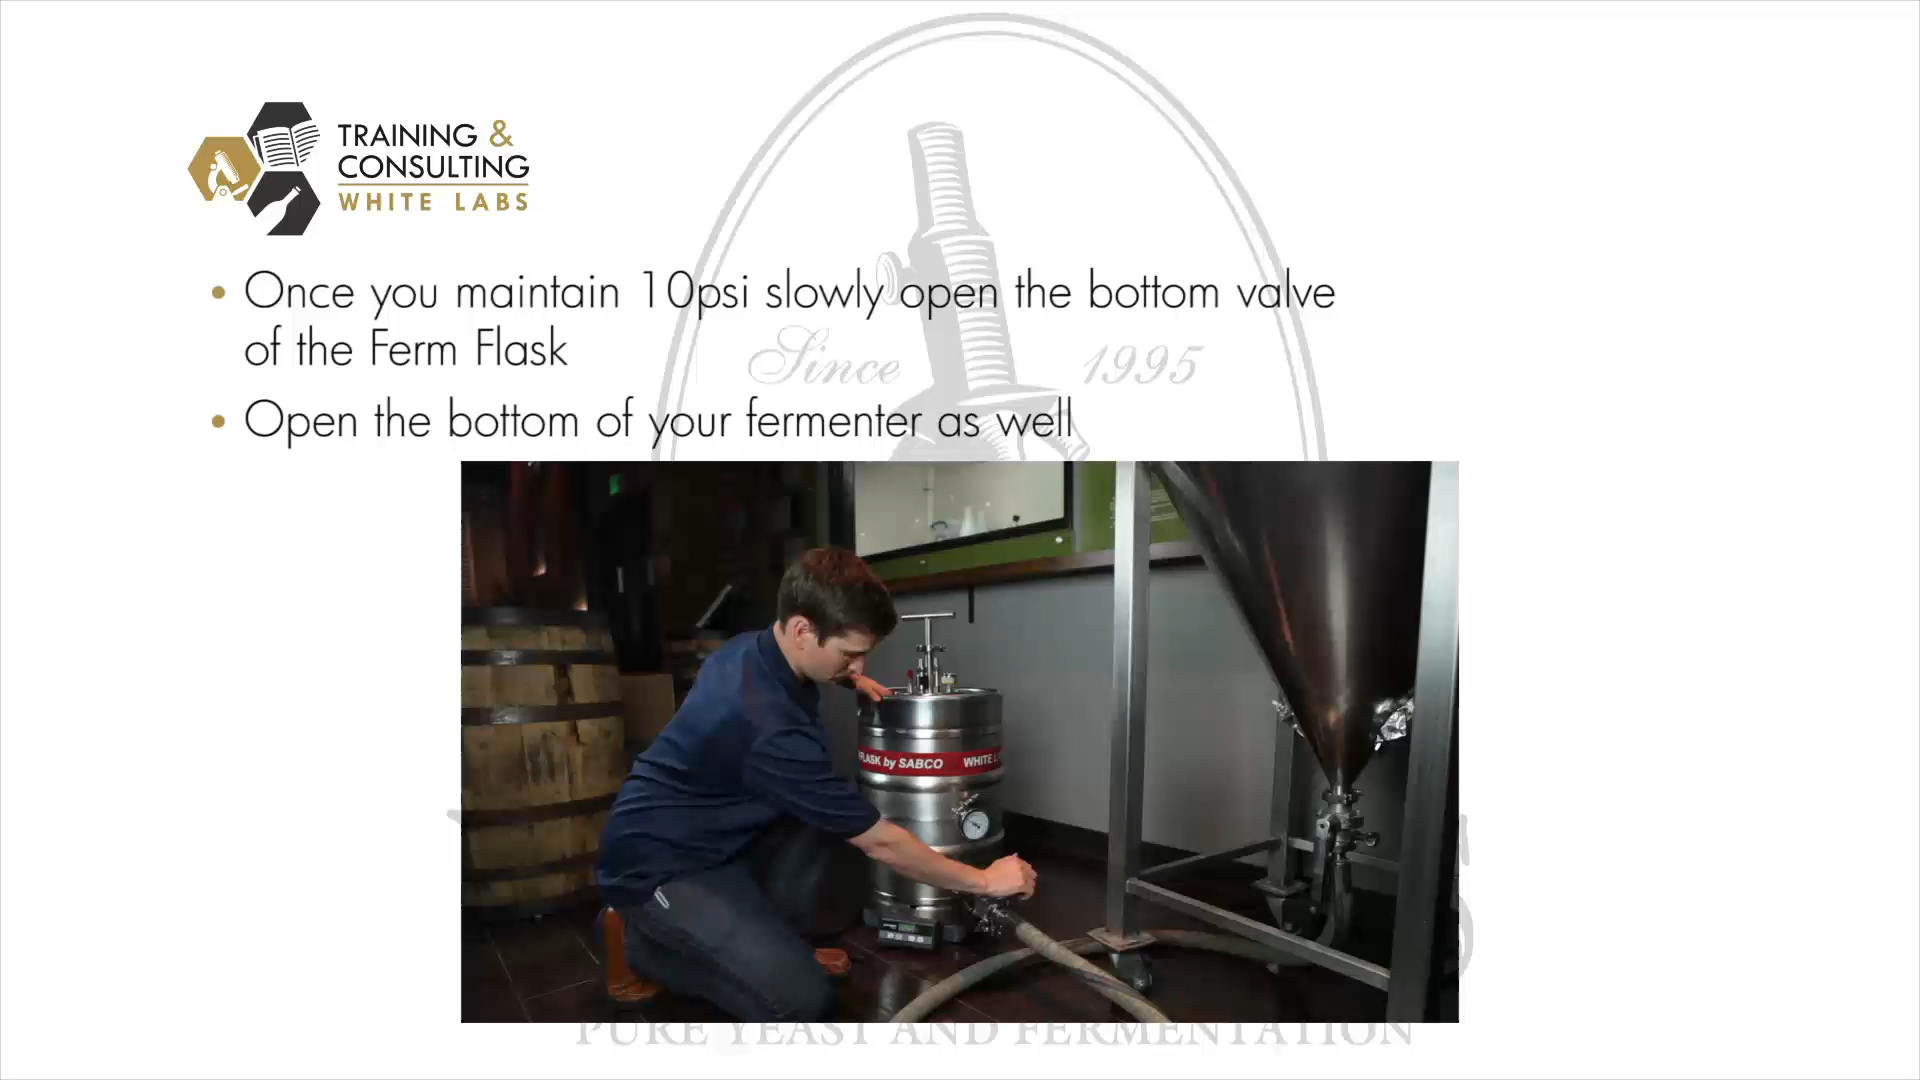 TRAINING &
CONSULTING
WHITE LABS
• Once you maintain 10psi slowly open the bottom valve
of the Ferm Flask
Since 1995
• Open the bottom of your fermenter as well
FLASK by SABCO WHITE L
PURE YEAST AND FERMENTATION